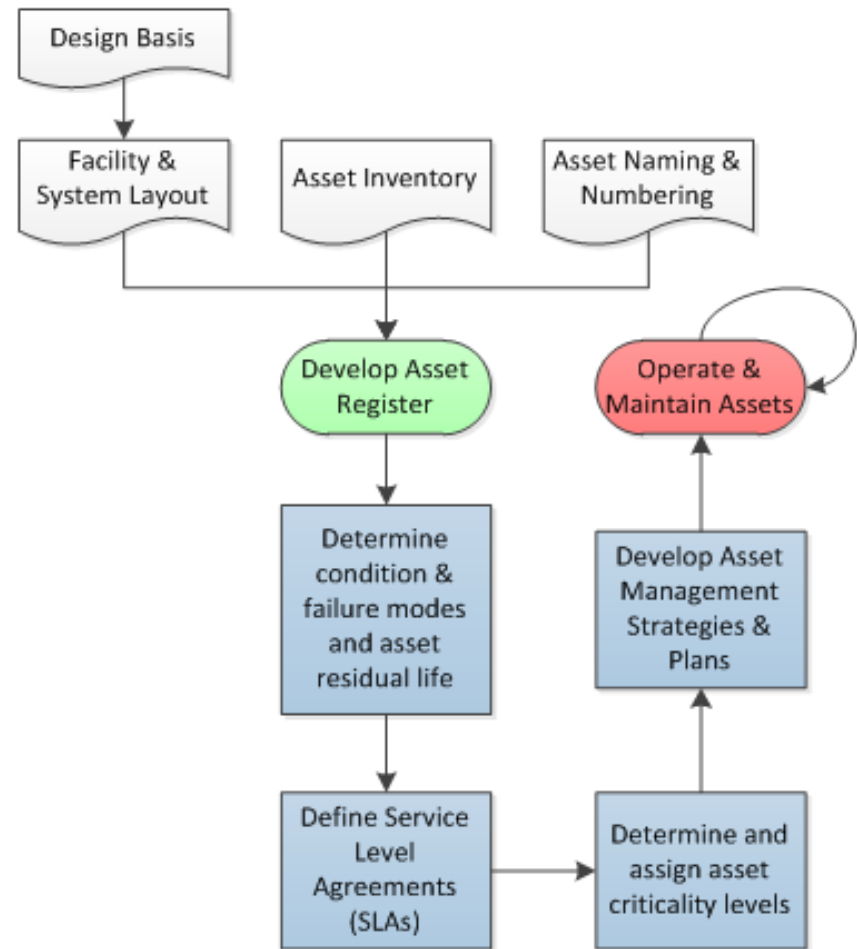 Design Basis
Facility &
System Layout
Asset Inventory
Asset Naming &
Numbering
Develop Asset
Register
Operate &
Maintain Assets
Determine
condition &
failure modes
and asset
residual life
Develop Asset
Management
Strategies &
Plans
Define Service
Level
Agreements
(SLAs)
Determine and
assign asset
criticality levels